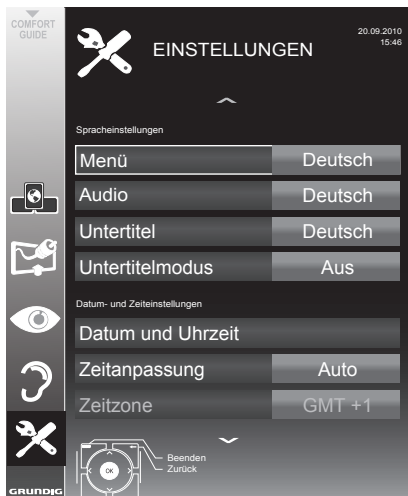 COMFORT
GUIDE
EINSTELLUNGEN
20.09.2010
15:46
Spracheinstellungen
Menü Deutsch
Audio Deutsch
Untertitel Deutsch
Untertitelmodus Aus
Datum- und Zeiteinstellungen
Datum und Uhrzeit
Zeitanpassung Auto
Zeitzone GMT +1
OK
Beenden
Zurück
GRUNDIG